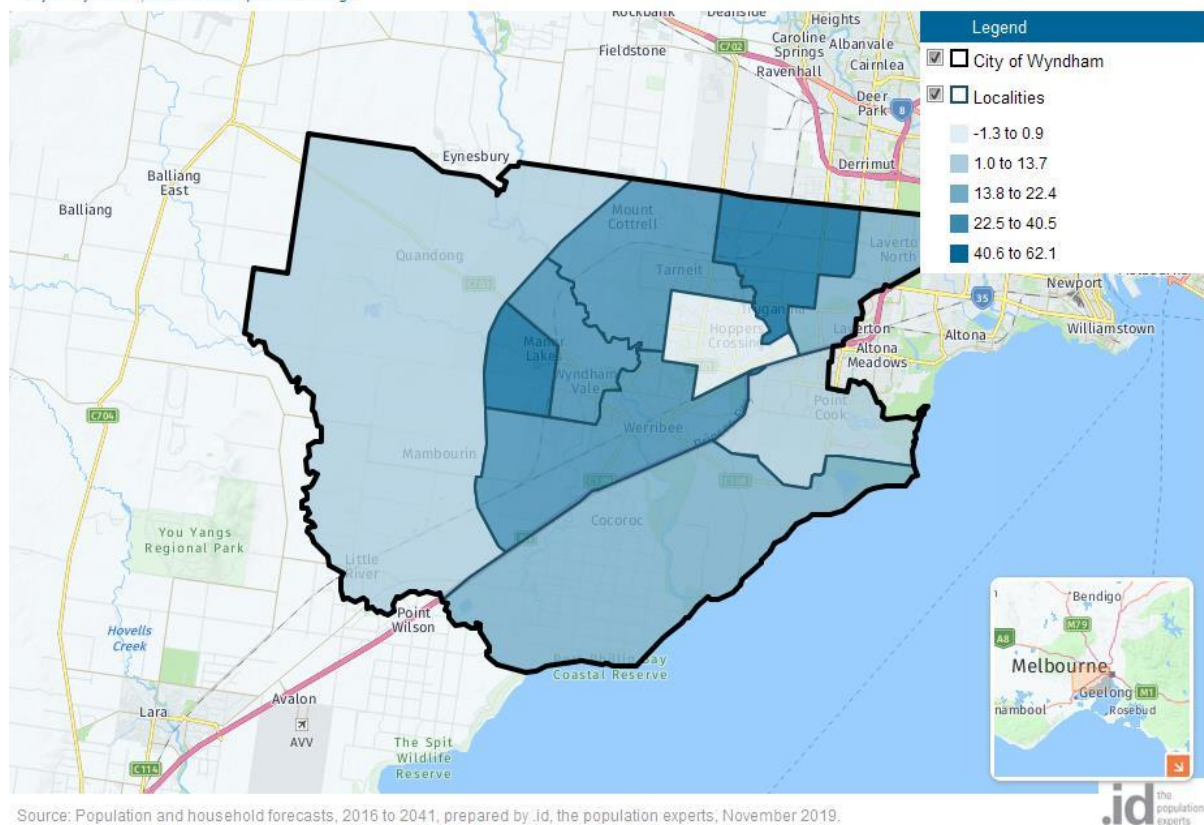 Rockbank
Deanside
Heights
Caroline
Springs
Albanvale
Cairnlea
Fieldstone
C702
Ravenhall
Deer
Park
8
Derrimut
Legend
City of Wyndham
Localities
-1.3 to 0.9
1.0 to 13.7
13.8 to 22.4
22.5 to 40.5
40.6 to 62.1
Eynesbury
Balliang
East
Balliang
Mount
Cottrell
Quandong
Tarneit
Laverton
North
Newport
35
Truganina
Hoppers
Crossing
Laverton
Altona
Williamstown
Altona
Meadows
Manor
Lakes
Wyndham
Vale
Point
Cook
C704
Werribee
Mambourin
Cocoroc
You Yangs
Regional Park
Little
River
Point
Wilson
Hovells
Creek
Port Phillip Bay
Coastal Reserve
Avalon
Lara
AVV
The Spit
Wildlife
Reserve
C114
Bendigo
M79
A8
Melbourne
Geelong
M1
Rosebud
nambool
Source: Population and household forecasts, 2016 to 2041, prepared by .id, the population experts, November 2019.
.id the
population
experts